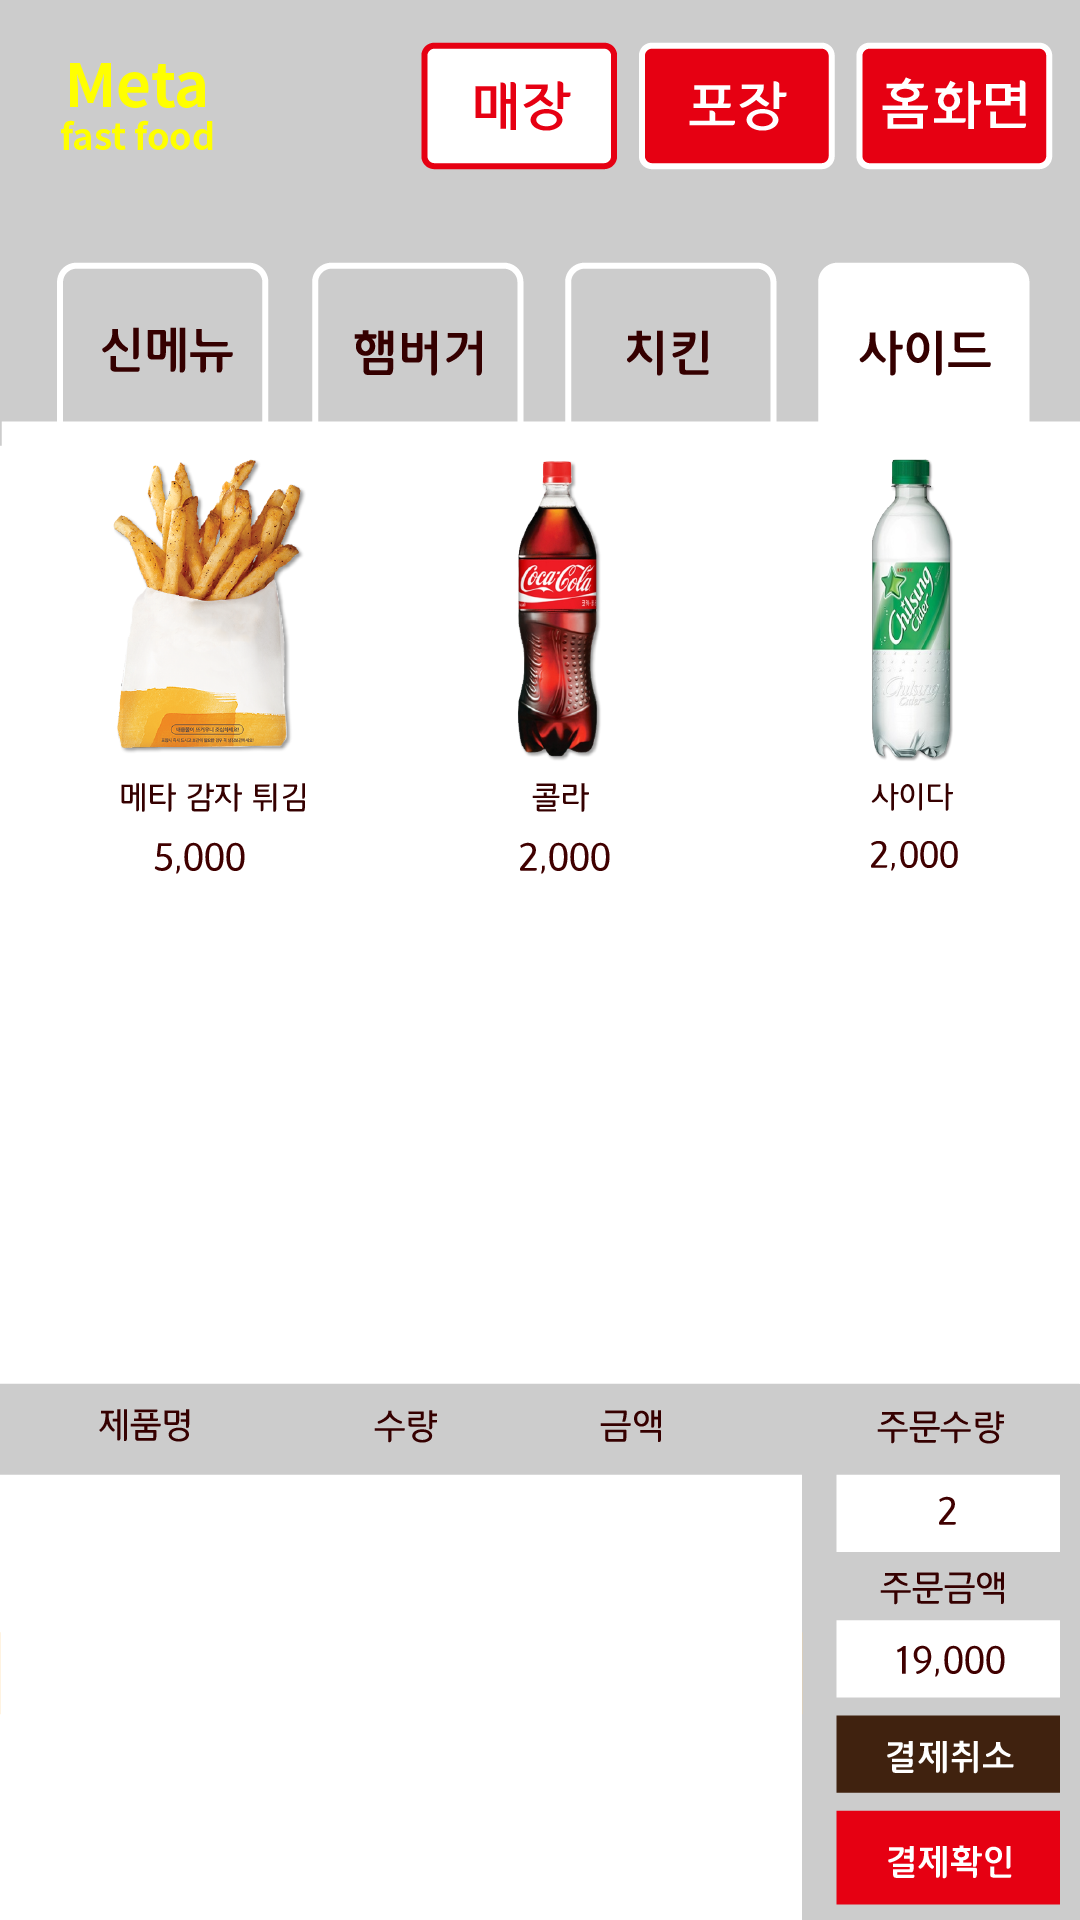 Meta
fast food
매장
포장
홈화면
신메뉴
햄버거
치킨
사이드
Coca-Cola
Chilsung
Cider
Chilsung
Cider
메타 감자 튀김
콜라
사이다
5,000
2,000
2,000
제품명
수량
금액
주문수량
2
주문금액
19,000
결제취소
결제확인